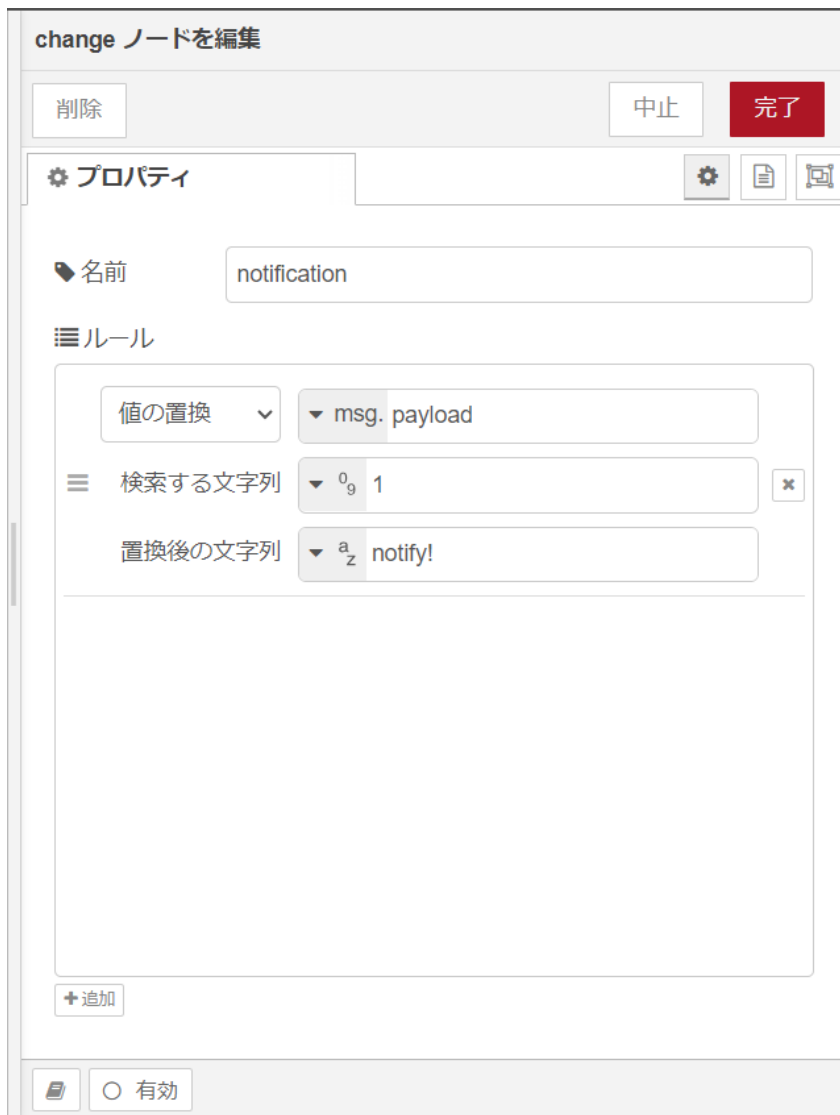 change ノードを編集
削除 中止 完了
プロパティ
名前 notification
ルール
値の置換 msg. payload
検索する文字列 09 1
置換後の文字列 az notify!
追加
有効